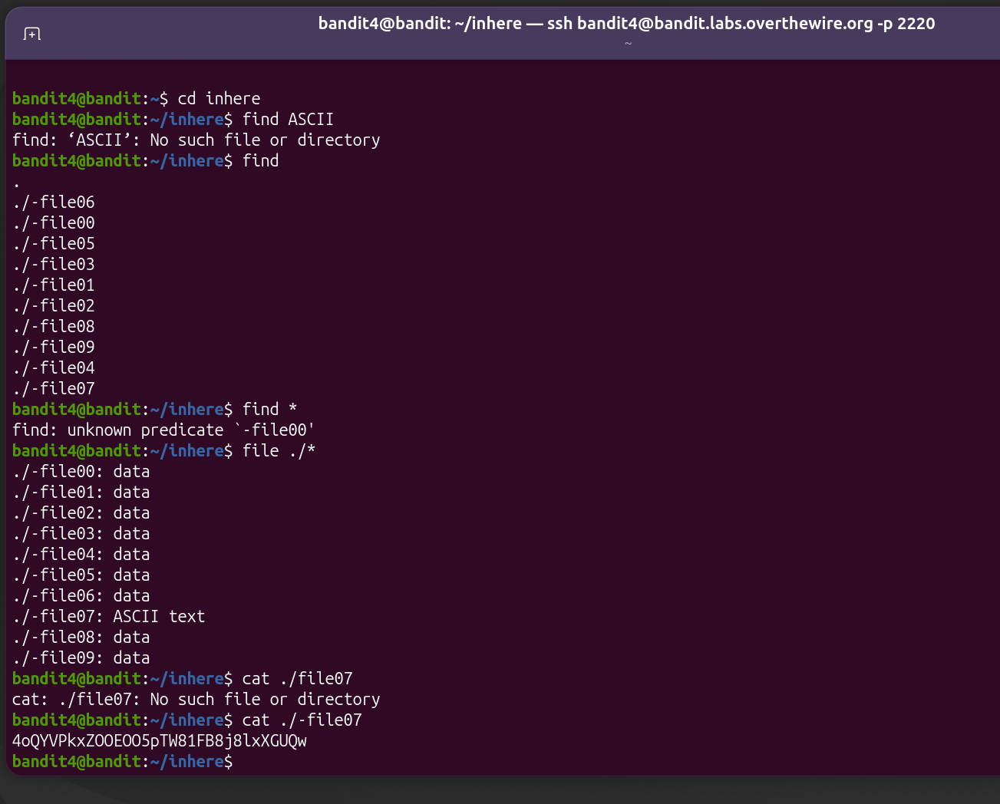 bandit4@bandit: ~/inhere — ssh bandit4@bandit.labs.overthewire.org -p 2220
~
bandit4@bandit:~$ cd inhere
bandit4@bandit:~/inhere$ find ASCII
find: ‘ASCII’: No such file or directory
bandit4@bandit:~/inhere$ find
.
./-file06
./-file00
./-file05
./-file03
./-file01
./-file02
./-file08
./-file09
./-file04
./-file07
bandit4@bandit:~/inhere$ find *
find: unknown predicate `-file00'
bandit4@bandit:~/inhere$ file ./*
./-file00: data
./-file01: data
./-file02: data
./-file03: data
./-file04: data
./-file05: data
./-file06: data
./-file07: ASCII text
./-file08: data
./-file09: data
bandit4@bandit:~/inhere$ cat ./file07
cat: ./file07: No such file or directory
bandit4@bandit:~/inhere$ cat ./-file07
4oQYVPkxZOOEOO5pTW81FB8j8lxXGUQw
bandit4@bandit:~/inhere$